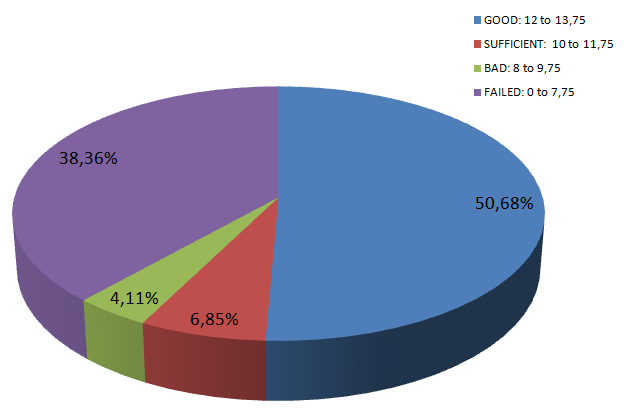 GOOD: 12 to 13,75
SUFFICIENT: 10 to 11,75
BAD: 8 to 9,75
FAILED: 0 to 7,75
38,36%
50,68%
4,11%
6,85%